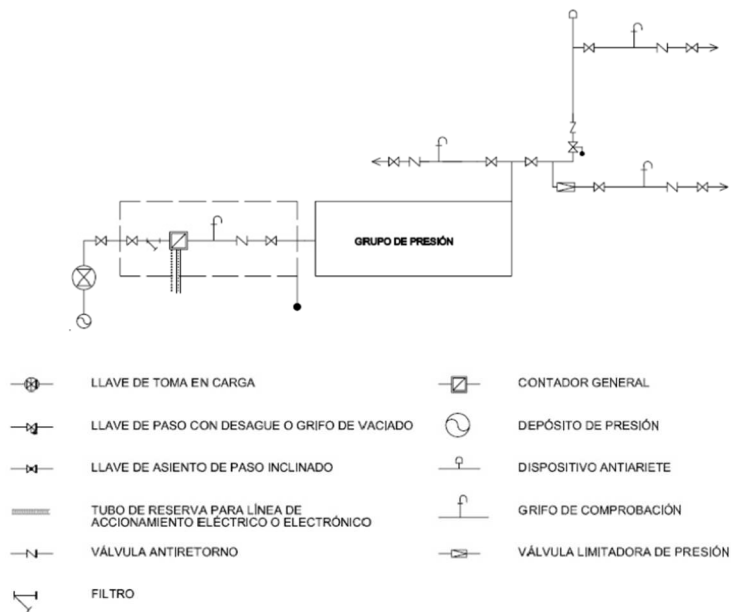 GRUPO DE PRESIÓN
LLAVE DE TOMA EN CARGA
LLAVE DE PASO CON DESAGUE O GRIFO DE VACIADO
LLAVE DE ASIENTO DE PASO INCLINADO
TUBO DE RESERVA PARA LÍNEA DE
ACCIONAMIENTO ELÉCTRICO O ELECTRÓNICO
VÁLVULA ANTIRETORNO
FILTRO
CONTADOR GENERAL
DEPÓSITO DE PRESIÓN
DISPOSITIVO ANTIARIETE
GRIFO DE COMPROBACIÓN
VÁLVULA LIMITADORA DE PRESIÓN